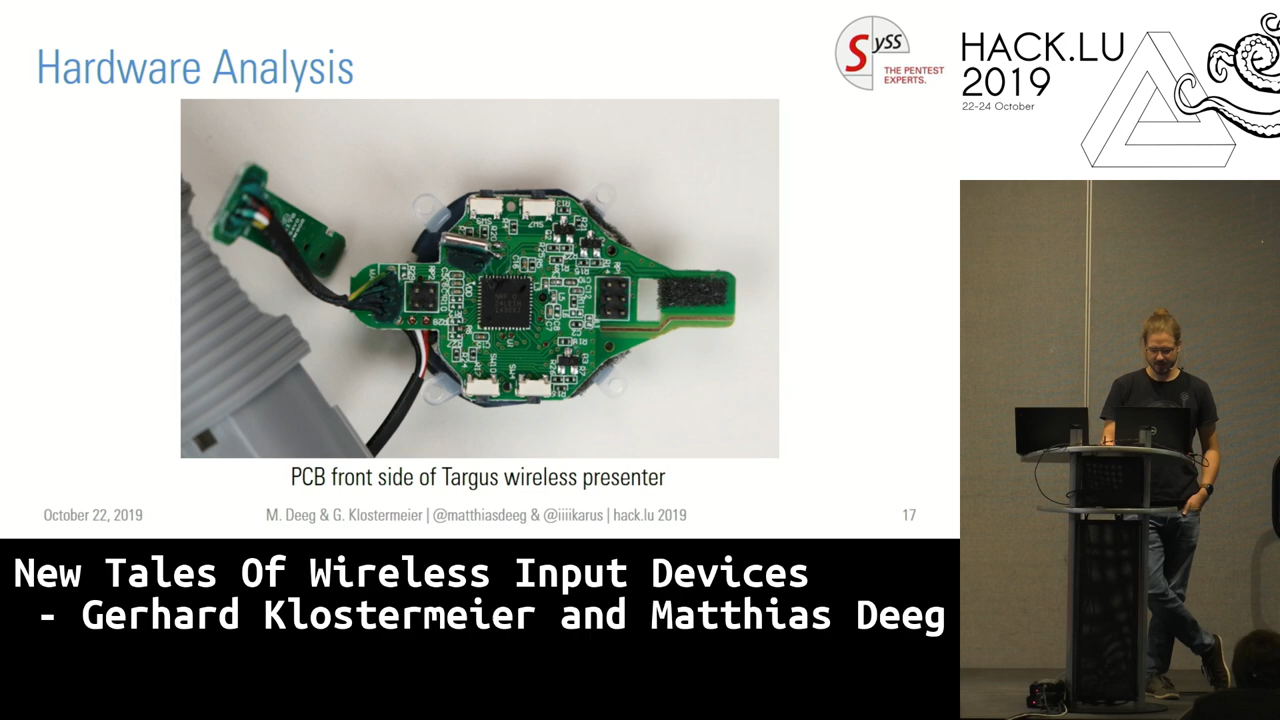 Hardware Analysis
SySS
THE PENTEST
EXPERTS.
HACK.LU
2019
22-24 October
PCB front side of Targus wireless presenter
October 22, 2019
M. Deeg & G. Klostermeier | @matthiasdeeg & @iiiikarus | hack.lu 2019
17
New Tales Of Wireless Input Devices
- Gerhard Klostermeier and Matthias Deeg